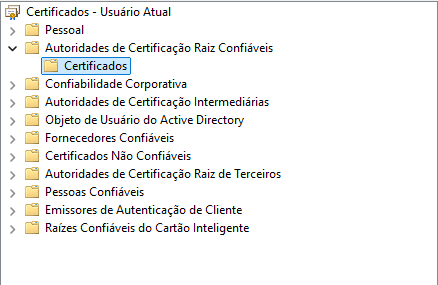 Certificados - Usuário Atual
Pessoal
Autoridades de Certificação Raiz Confiáveis
Certificados
Confiabilidade Corporativa
Autoridades de Certificação Intermediárias
Objeto de Usuário do Active Directory
Fornecedores Confiáveis
Certificados Não Confiáveis
Autoridades de Certificação Raiz de Terceiros
Pessoas Confiáveis
Emissores de Autenticação de Cliente
Raízes Confiáveis do Cartão Inteligente